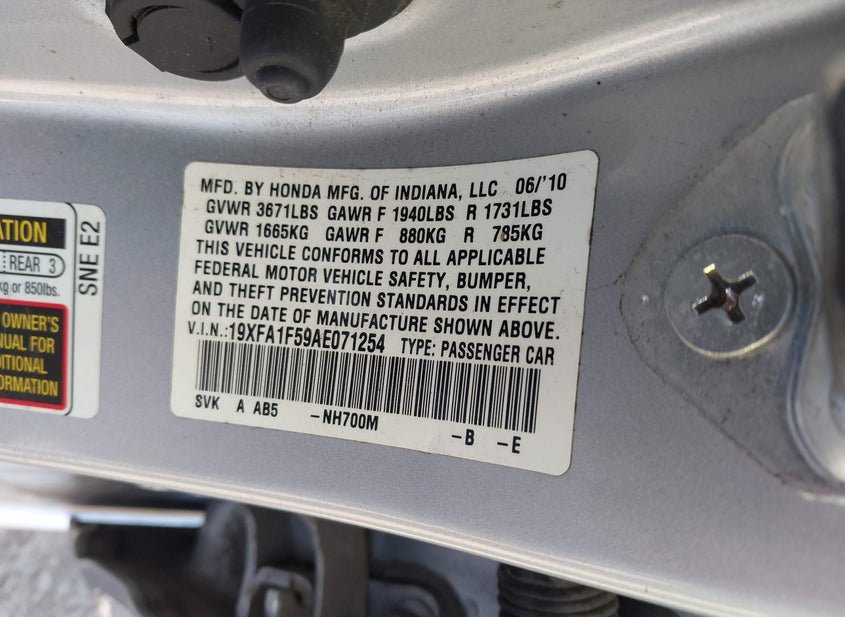 MFD. BY HONDA MFG. OF INDIANA, LLC 06/'10
GVWR 3671LBS GAWR F 1940LBS R 1731LBS
GVWR 1665KG GAWR F 880KG R 785KG
THIS VEHICLE CONFORMS TO ALL APPLICABLE
FEDERAL MOTOR VEHICLE SAFETY, BUMPER,
AND THEFT PREVENTION STANDARDS IN EFFECT
ON THE DATE OF MANUFACTURE SHOWN ABOVE.
V.I.N.:19XFA1F59AE071254 TYPE: PASSENGER CAR
SVK A AB5 -NH700M -B -E
ATION
REAR 3
kg or 850lbs.
OWNER'S
NUAL FOR
DITIONAL
FORMATION
SNE E2